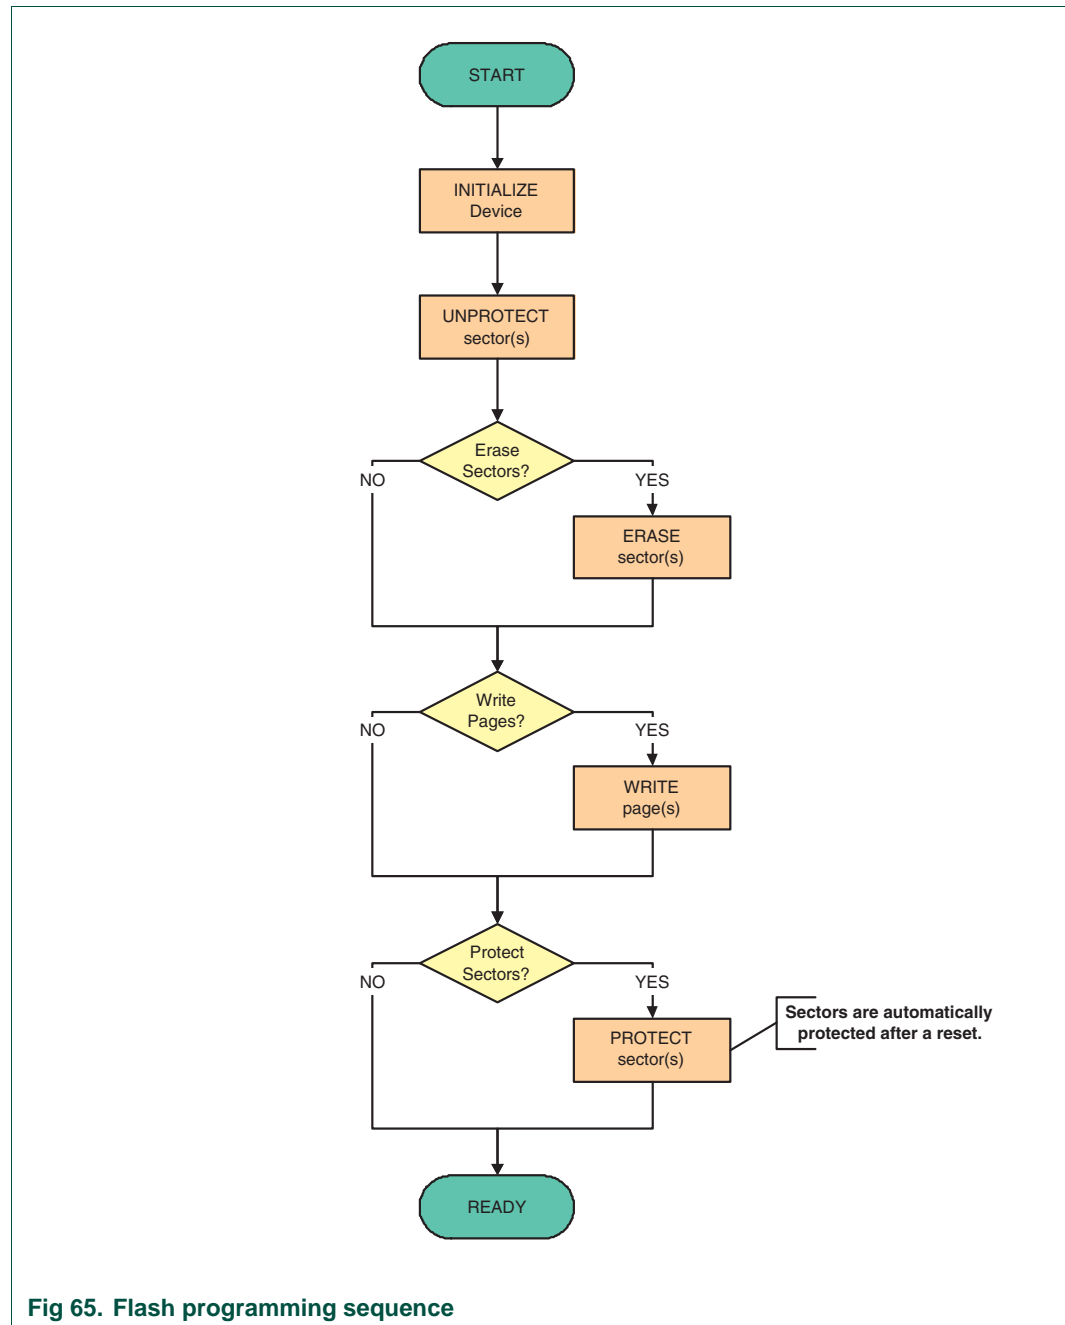 START
INITIALIZE
Device
UNPROTECT
sector(s)
Erase
Sectors?
NO
YES
ERASE
sector(s)
Write
Pages?
NO
YES
WRITE
page(s)
Protect
Sectors?
NO
YES
PROTECT
sector(s)
Sectors are automatically
protected after a reset.
READY
Fig 65. Flash programming sequence